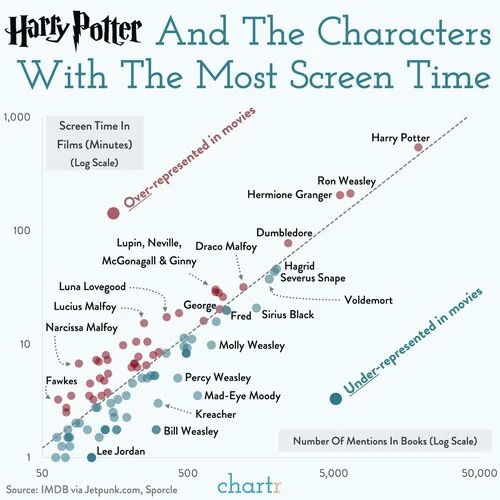 Harry Potter And The Characters
With The Most Screen Time
1,000
Screen Time In
Films (Minutes)
(Log Scale)
Over-represented in movies
Harry Potter
Ron Weasley
Hermione Granger
100
Dumbledore
Lupin, Neville,
McGonagall & Ginny
Draco Malfoy
Hagrid
Severus Snape
Luna Lovegood
Voldemort
Lucius Malfoy
George
Fred
Sirius Black
Narcissa Malfoy
10
Molly Weasley
Under-represented in movies
Fawkes
Percy Weasley
Mad-Eye Moody
Kreacher
Bill Weasley
Number Of Mentions In Books (Log Scale)
Lee Jordan
1
50
500
5,000
50,000
Source: IMDB via Jetpunk.com, Sporcle
chartr